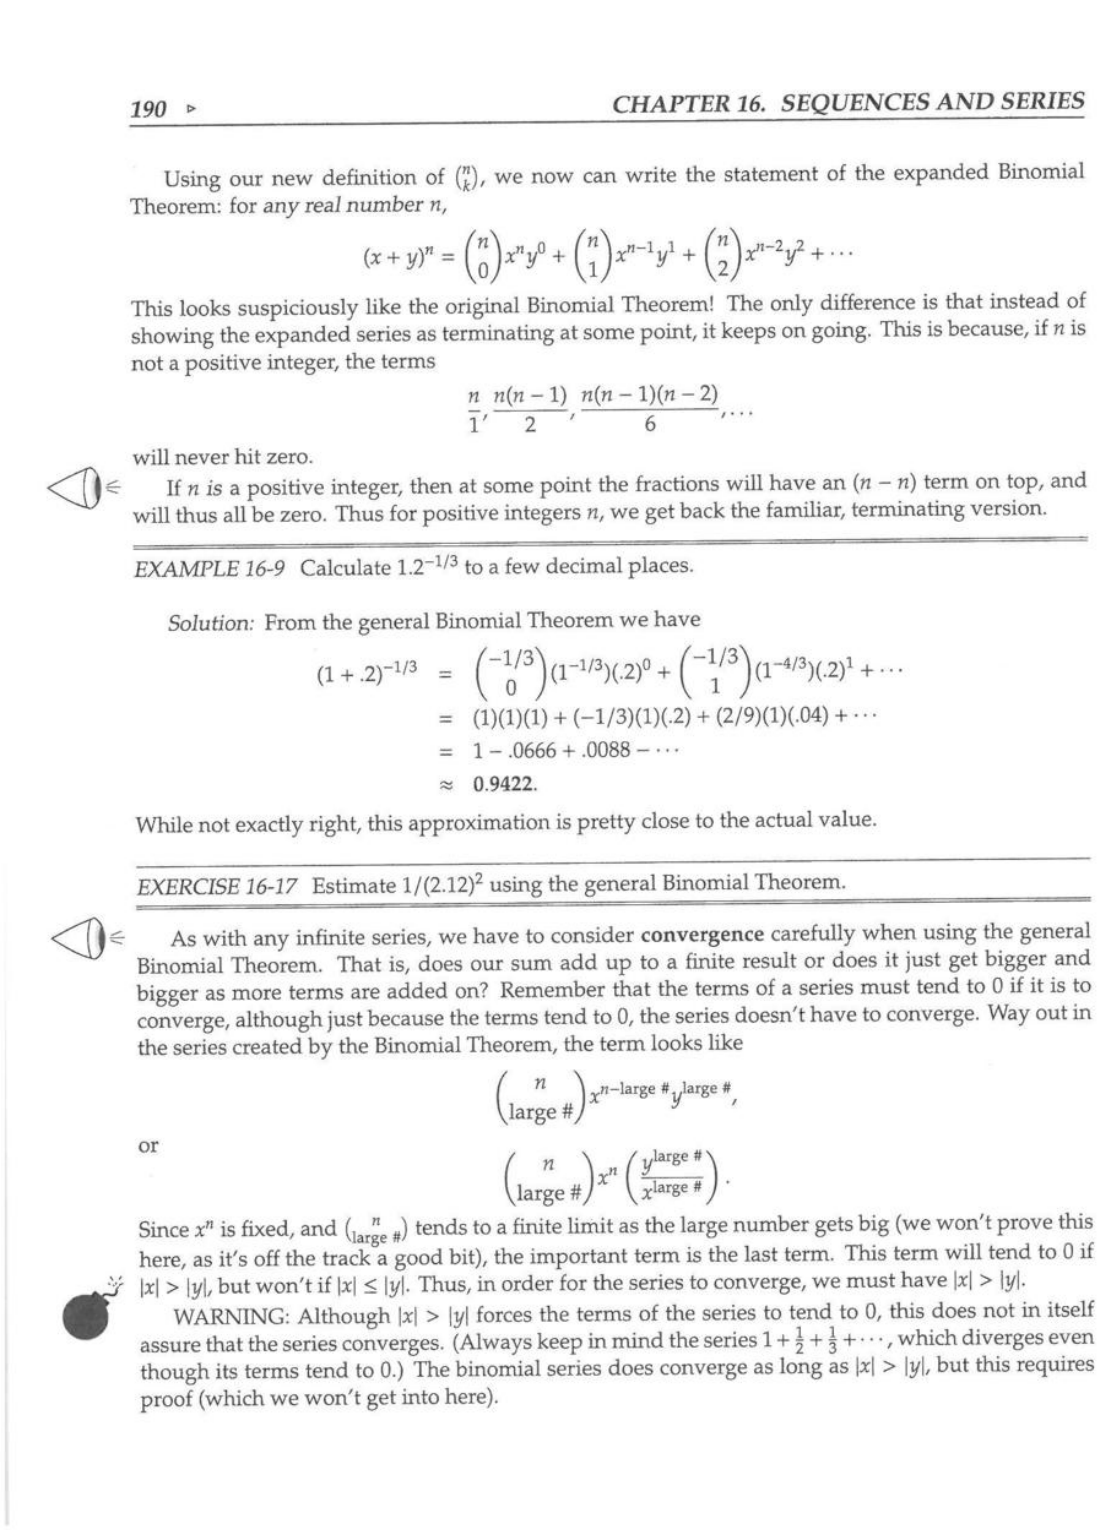 190 ▷ CHAPTER 16. SEQUENCES AND SERIES
Using our new definition of (n k), we now can write the statement of the expanded Binomial
Theorem: for any real number n,
(x + y)ⁿ = (n 0)xⁿy⁰ + (n 1)xⁿ⁻¹y¹ + (n 2)xⁿ⁻²y² + ···
This looks suspiciously like the original Binomial Theorem! The only difference is that instead of
showing the expanded series as terminating at some point, it keeps on going. This is because, if n is
not a positive integer, the terms
n/1, n(n − 1)/2, n(n − 1)(n − 2)/6, ...
will never hit zero.
If n is a positive integer, then at some point the fractions will have an (n − n) term on top, and
will thus all be zero. Thus for positive integers n, we get back the familiar, terminating version.
EXAMPLE 16-9 Calculate 1.2⁻¹/³ to a few decimal places.
Solution: From the general Binomial Theorem we have
(1 + .2)⁻¹/³ = (−1/3 0)(1⁻¹/³)(.2)⁰ + (−1/3 1)(1⁻⁴/³)(.2)¹ + ···
= (1)(1)(1) + (−1/3)(1)(.2) + (2/9)(1)(.04) + ···
= 1 − .0666 + .0088 − ···
≈ 0.9422.
While not exactly right, this approximation is pretty close to the actual value.
EXERCISE 16-17 Estimate 1/(2.12)² using the general Binomial Theorem.
As with any infinite series, we have to consider convergence carefully when using the general
Binomial Theorem. That is, does our sum add up to a finite result or does it just get bigger and
bigger as more terms are added on? Remember that the terms of a series must tend to 0 if it is to
converge, although just because the terms tend to 0, the series doesn't have to converge. Way out in
the series created by the Binomial Theorem, the term looks like
(n large #) x^(n−large #) y^(large #),
or
(n large #) xⁿ (y^(large #) / x^(large #)).
Since xⁿ is fixed, and (n large #) tends to a finite limit as the large number gets big (we won't prove this
here, as it's off the track a good bit), the important term is the last term. This term will tend to 0 if
|x| > |y|, but won't if |x| ≤ |y|. Thus, in order for the series to converge, we must have |x| > |y|.
WARNING: Although |x| > |y| forces the terms of the series to tend to 0, this does not in itself
assure that the series converges. (Always keep in mind the series 1 + 1/2 + 1/3 + ···, which diverges even
though its terms tend to 0.) The binomial series does converge as long as |x| > |y|, but this requires
proof (which we won't get into here).